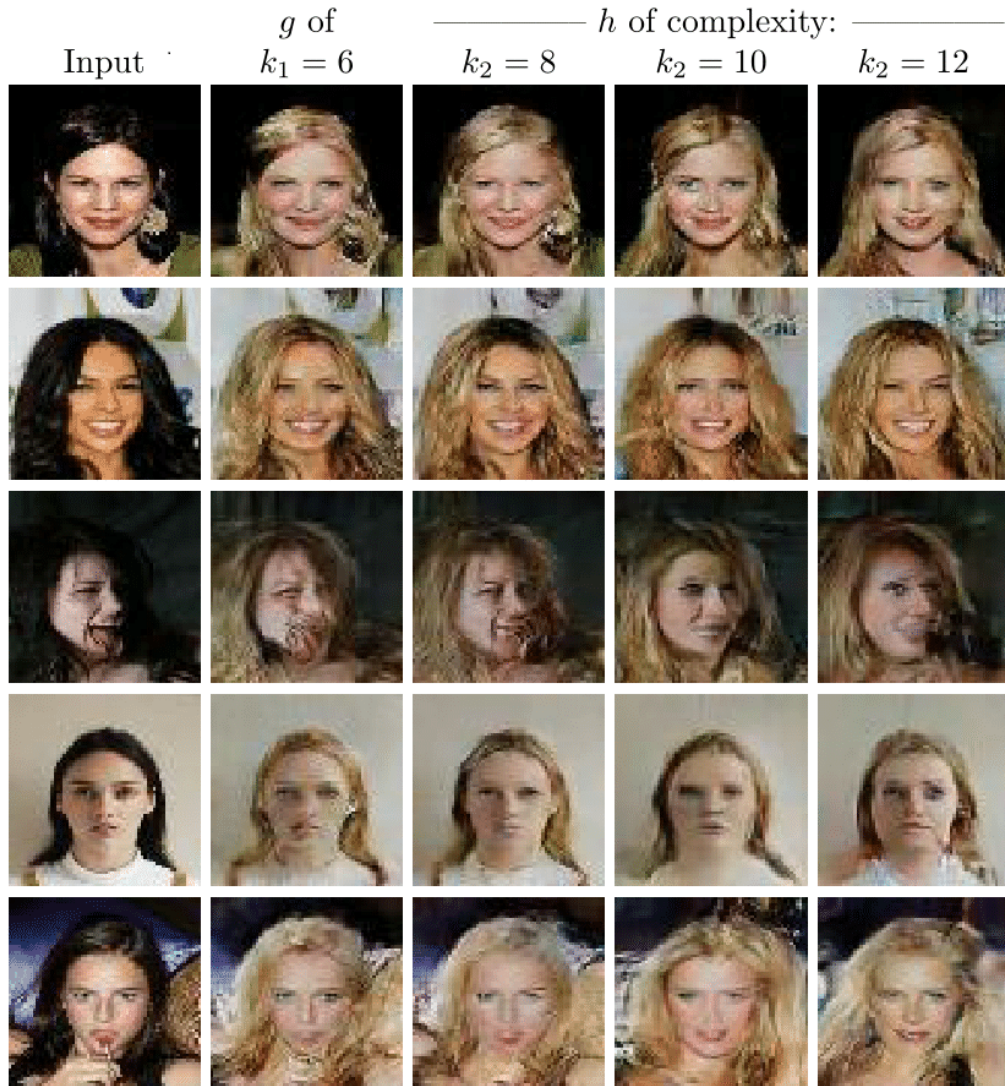 g of h of complexity:
Input k₁ = 6 k₂ = 8 k₂ = 10 k₂ = 12